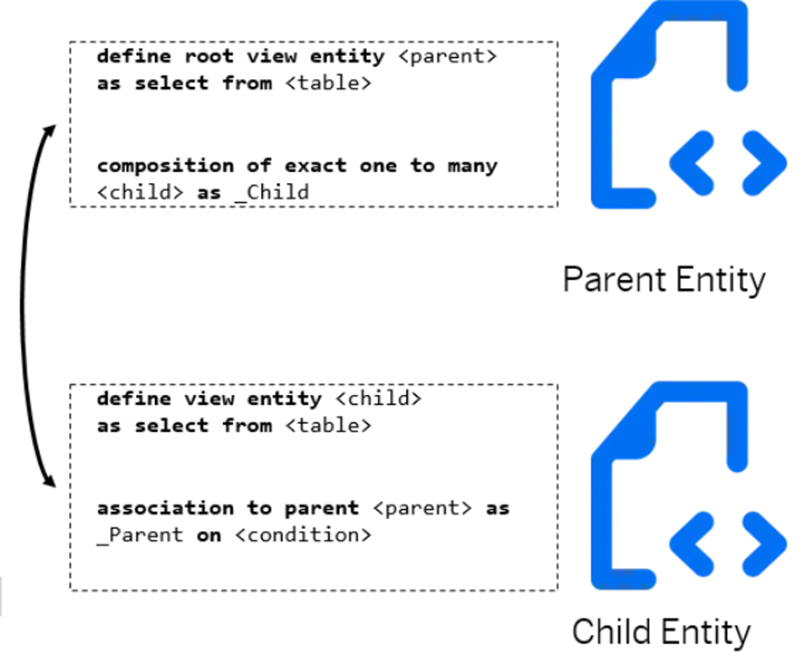 define root view entity <parent>
as select from <table>
composition of exact one to many
<child> as _Child
Parent Entity
define view entity <child>
as select from <table>
association to parent <parent> as
_Parent on <condition>
Child Entity